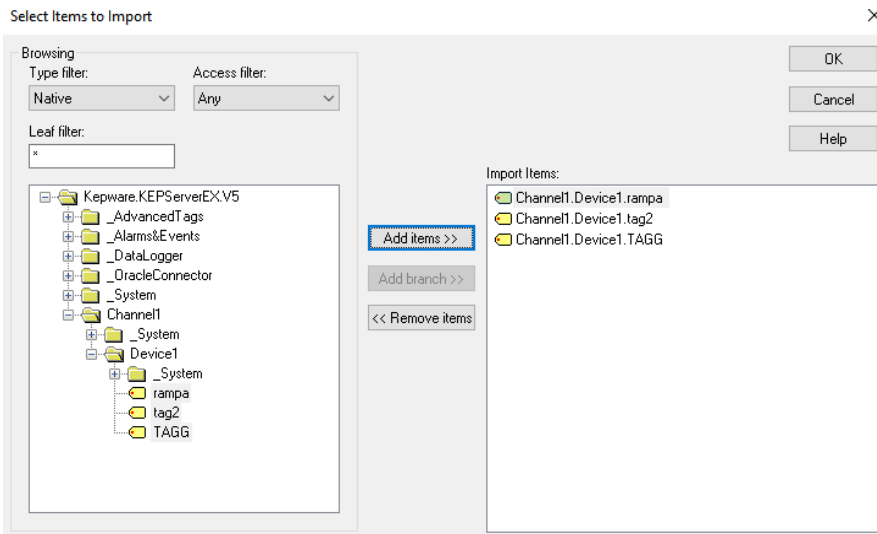 Select Items to Import
Browsing
Type filter:
Access filter:
Native
Any
Leaf filter:
*
Kepware.KEPServerEX.V5
_AdvancedTags
_Alarms&Events
_DataLogger
_OracleConnector
_System
Channel1
_System
Device1
_System
rampa
tag2
TAGG
Add items >>
Add branch >>
<< Remove items
OK
Cancel
Help
Import Items:
Channel1.Device1.rampa
Channel1.Device1.tag2
Channel1.Device1.TAGG